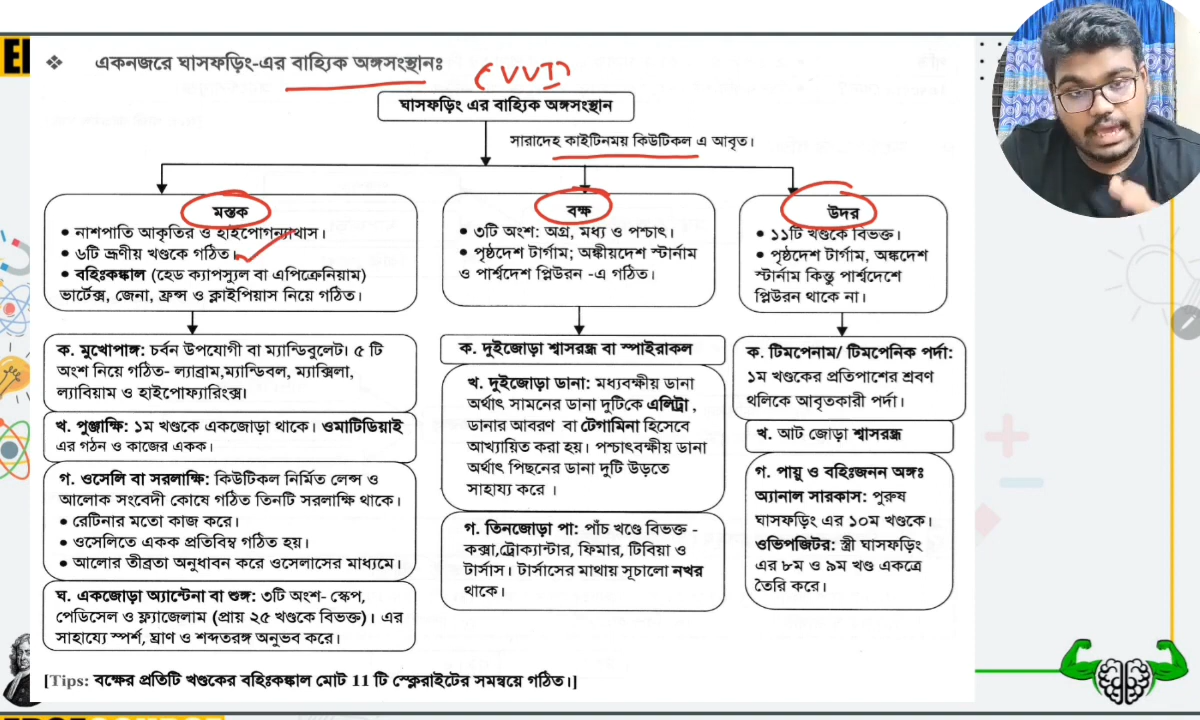 ❖ একনজরে ঘাসফড়িং-এর বাহ্যিক অঙ্গসংস্থানঃ
(VVI)
ঘাসফড়িং এর বাহ্যিক অঙ্গসংস্থান
সারাদেহ কাইটিনময় কিউটিকল এ আবৃত।
মস্তক
• নাশপাতি আকৃতির ও হাইপোগন্যাথাস।
• ৬টি ভ্রূণীয় খণ্ডকে গঠিত।
• বহিঃকঙ্কাল (হেড ক্যাপস্যুল বা এপিক্রেনিয়াম)
ভার্টেক্স, জেনা, ফ্রন্স ও ক্লাইপিয়াস নিয়ে গঠিত।
ক. মুখোপাঙ্গ: চর্বন উপযোগী বা ম্যান্ডিবুলেট। ৫ টি
অংশ নিয়ে গঠিত- ল্যাব্রাম,ম্যান্ডিবল, ম্যাক্সিলা,
ল্যাবিয়াম ও হাইপোফ্যারিংক্স।
খ. পুঞ্জাক্ষি: ১ম খণ্ডকে একজোড়া থাকে। ওমাটিডিয়াই
এর গঠন ও কাজের একক।
গ. ওসেলি বা সরলাক্ষি: কিউটিকল নির্মিত লেন্স ও
আলোক সংবেদী কোষে গঠিত তিনটি সরলাক্ষি থাকে।
• রেটিনার মতো কাজ করে।
• ওসেলিতে একক প্রতিবিম্ব গঠিত হয়।
• আলোর তীব্রতা অনুধাবন করে ওসেলাসের মাধ্যমে।
ঘ. একজোড়া অ্যান্টেনা বা শুঙ্গ: ৩টি অংশ- স্কেপ,
পেডিসেল ও ফ্ল্যাজেলাম (প্রায় ২৫ খণ্ডকে বিভক্ত)। এর
সাহায্যে স্পর্শ, ঘ্রাণ ও শব্দতরঙ্গ অনুভব করে।
বক্ষ
• ৩টি অংশ: অগ্র, মধ্য ও পশ্চাৎ।
• পৃষ্ঠদেশ টার্গাম; অঙ্কীয়দেশ স্টার্নাম
ও পার্শ্বদেশ প্লিউরন -এ গঠিত।
ক. দুইজোড়া শ্বাসরন্ধ্র বা স্পাইরাকল
খ. দুইজোড়া ডানা: মধ্যবক্ষীয় ডানা
অর্থাৎ সামনের ডানা দুটিকে এলিট্রা ,
ডানার আবরণ বা টেগামিনা হিসেবে
আখ্যায়িত করা হয়। পশ্চাৎবক্ষীয় ডানা
অর্থাৎ পিছনের ডানা দুটি উড়তে
সাহায্য করে ।
গ. তিনজোড়া পা: পাঁচ খণ্ডে বিভক্ত -
কক্সা,ট্রোক্যান্টার, ফিমার, টিবিয়া ও
টার্সাস। টার্সাসের মাথায় সূচালো নখর
থাকে।
উদর
• ১১টি খণ্ডকে বিভক্ত।
• পৃষ্ঠদেশ টার্গাম, অঙ্কদেশ
স্টার্নাম কিন্তু পার্শ্বদেশে
প্লিউরন থাকে না।
ক. টিমপেনাম/ টিমপেনিক পর্দা:
১ম খণ্ডকের প্রতিপাশের শ্রবণ
থলিকে আবৃতকারী পর্দা।
খ. আট জোড়া শ্বাসরন্ধ্র
গ. পায়ু ও বহিঃজনন অঙ্গঃ
অ্যানাল সারকাস: পুরুষ
ঘাসফড়িং এর ১০ম খণ্ডকে।
ওভিপজিটর: স্ত্রী ঘাসফড়িং
এর ৮ম ও ৯ম খণ্ড একত্রে
তৈরি করে।
[Tips: বক্ষের প্রতিটি খণ্ডকের বহিঃকঙ্কাল মোট 11 টি স্ক্লেরাইটের সমন্বয়ে গঠিত।]